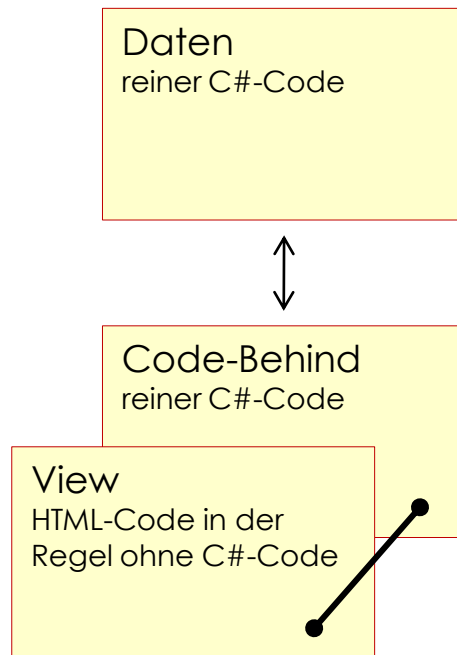 Daten
reiner C#-Code
Code-Behind
reiner C#-Code
View
HTML-Code in der
Regel ohne C#-Code